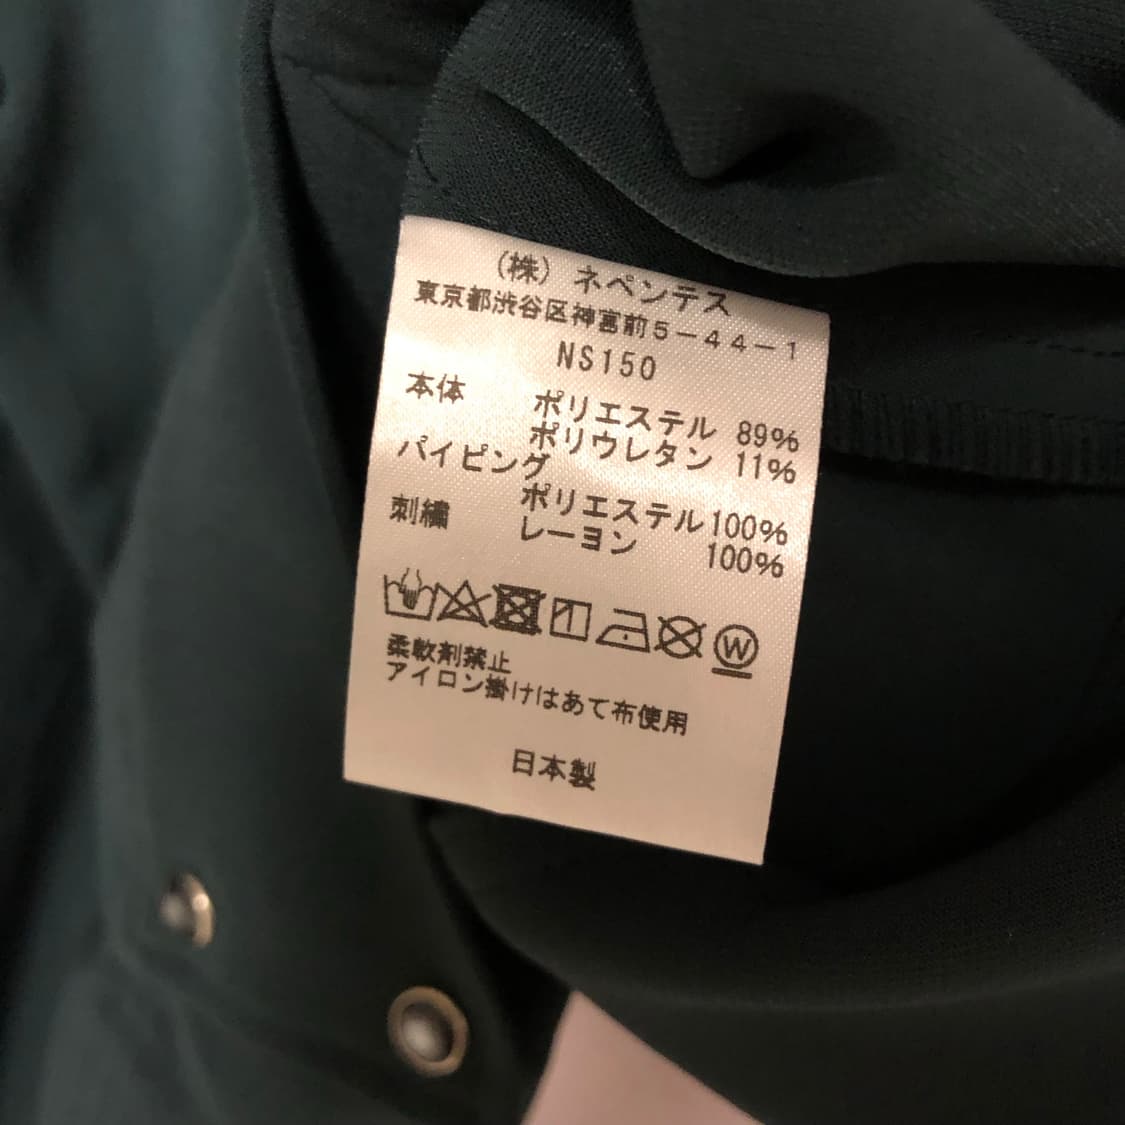 (株) ネペンテス
東京都渋谷区神宮前5-44-1
NS150
本体 ポリエステル 89%
ポリウレタン 11%
パイピング
ポリエステル 100%
刺繍 レーヨン 100%
W
柔軟剤禁止
アイロン掛けはあて布使用
日本製